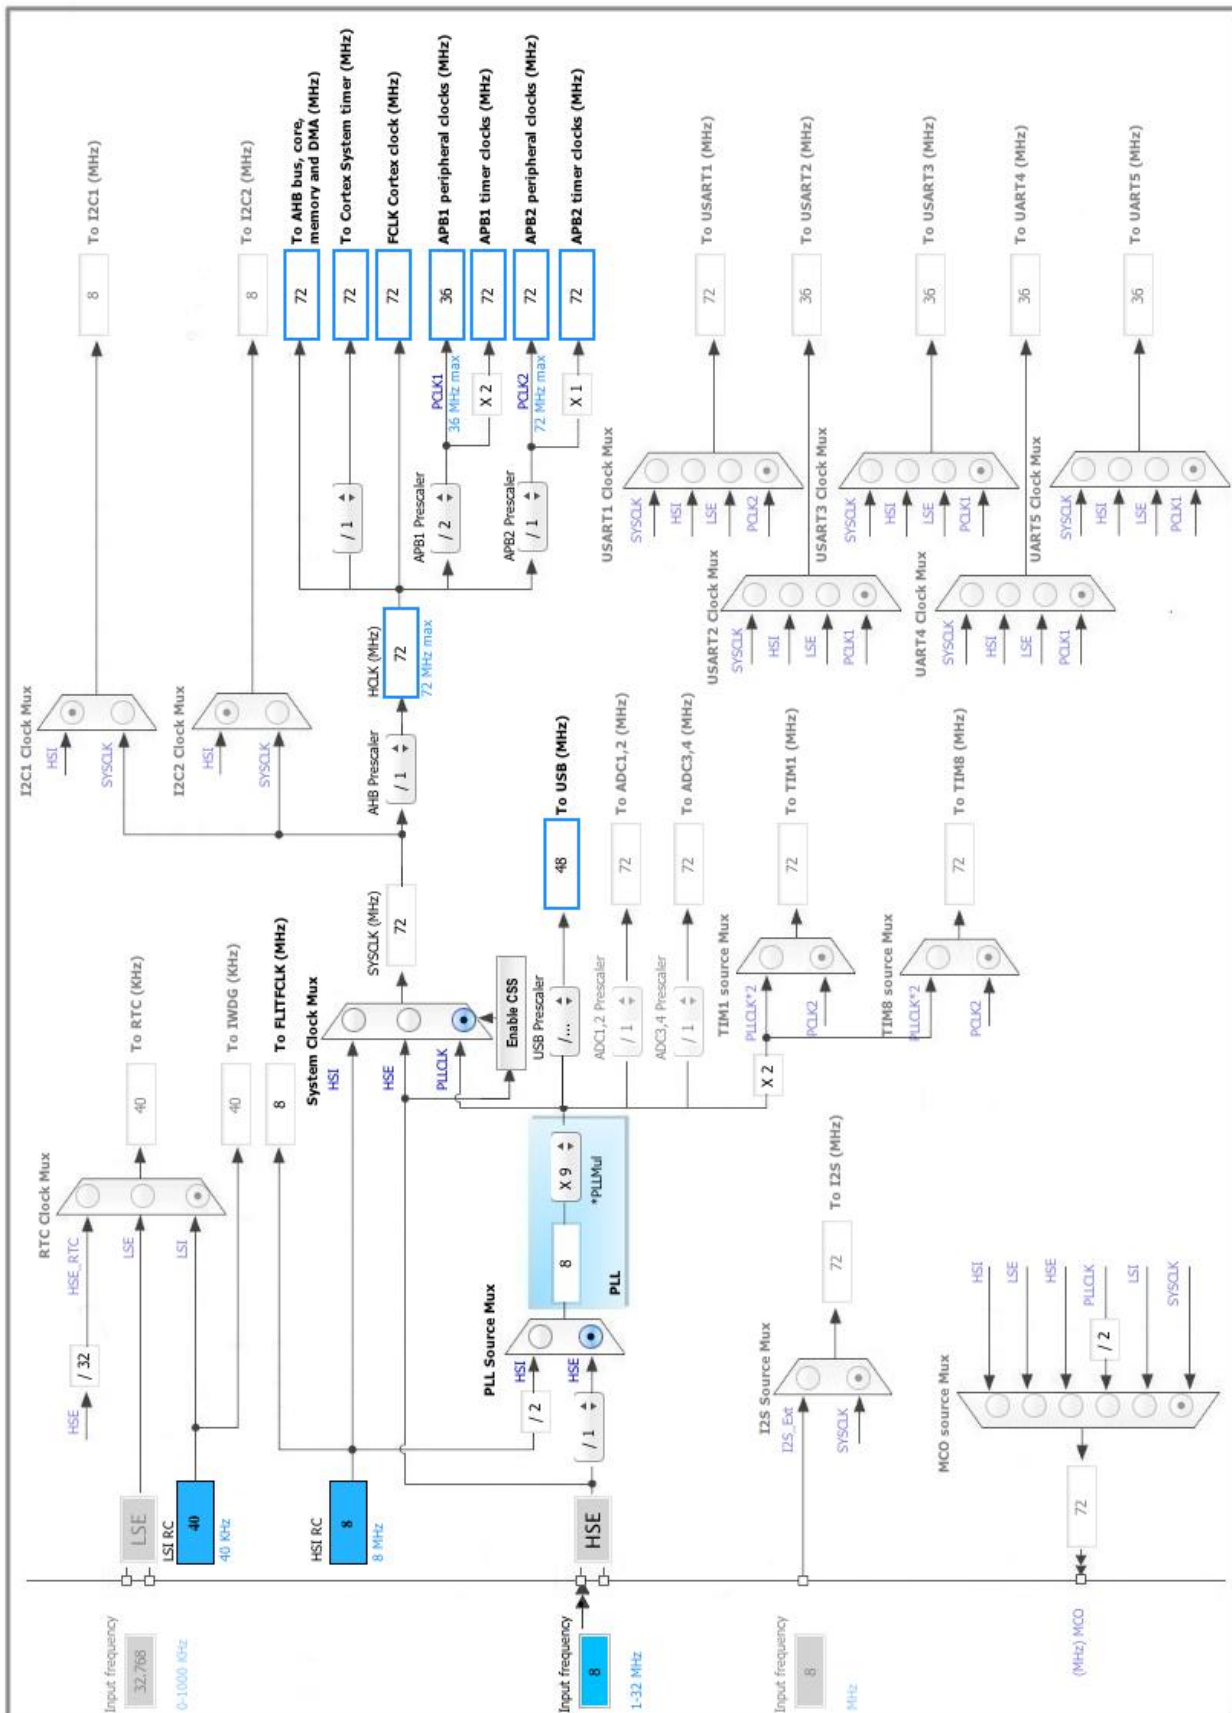 Input frequency
32.768
0-1000 KHz
LSE
LSI RC
40
40 KHz
HSE
/ 32
HSE_RTC
LSE
LSI
RTC Clock Mux
40
To RTC (KHz)
40
To IWDG (KHz)
8
To FLITFCLK (MHz)
HSI RC
8
8 MHz
Input frequency
8
1-32 MHz
HSE
/ 2
/ 1
HSI
HSE
PLL Source Mux
8
X 9
*PLLMul
PLL
System Clock Mux
HSI
HSE
PLLCLK
Enable CSS
SYSCLK (MHz)
72
AHB Prescaler
/ 1
HCLK (MHz)
72
72 MHz max
I2C1 Clock Mux
HSI
SYSCLK
8
To I2C1 (MHz)
I2C2 Clock Mux
HSI
SYSCLK
8
To I2C2 (MHz)
72
To AHB bus, core,
memory and DMA (MHz)
/ 1
72
To Cortex System timer (MHz)
72
FCLK Cortex clock (MHz)
APB1 Prescaler
/ 2
PCLK1
36 MHz max
36
APB1 peripheral clocks (MHz)
X 2
72
APB1 timer clocks (MHz)
APB2 Prescaler
/ 1
PCLK2
72 MHz max
72
APB2 peripheral clocks (MHz)
X 1
72
APB2 timer clocks (MHz)
USB Prescaler
/...
48
To USB (MHz)
ADC1,2 Prescaler
/ 1
72
To ADC1,2 (MHz)
ADC3,4 Prescaler
/ 1
72
To ADC3,4 (MHz)
X 2
TIM1 source Mux
PLLCLK*2
PCLK2
72
To TIM1 (MHz)
TIM8 source Mux
PLLCLK*2
PCLK2
72
To TIM8 (MHz)
USART1 Clock Mux
SYSCLK
HSI
LSE
PCLK2
72
To USART1 (MHz)
USART2 Clock Mux
SYSCLK
HSI
LSE
PCLK1
36
To USART2 (MHz)
USART3 Clock Mux
SYSCLK
HSI
LSE
PCLK1
36
To USART3 (MHz)
UART4 Clock Mux
SYSCLK
HSI
LSE
PCLK1
36
To UART4 (MHz)
UART5 Clock Mux
SYSCLK
HSI
LSE
PCLK1
36
To UART5 (MHz)
Input frequency
8
MHz
I2S Source Mux
I2S_Ext
SYSCLK
72
To I2S (MHz)
MCO source Mux
HSI
LSE
HSE
PLLCLK
/ 2
LSI
SYSCLK
72
(MHz) MCO